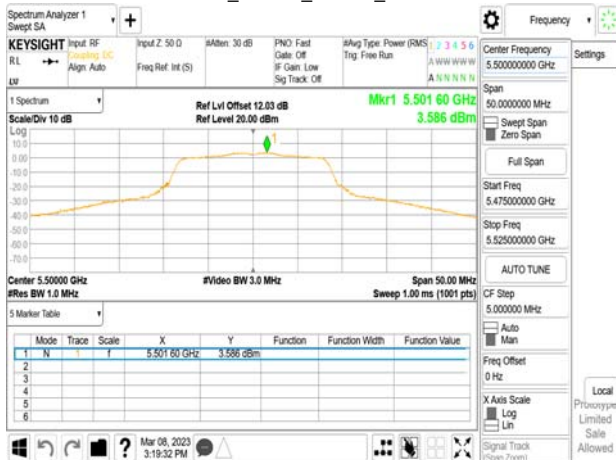 Spectrum Analyzer 1
Swept SA
+
Frequency
KEYSIGHT Input: RF Input Z: 50 Ω #Atten: 30 dB PNO: Fast #Avg Type: Power (RMS 1 2 3 4 5 6
RL Coupling: DC Gate: Off Trig: Free Run A W W W W W
Align: Auto Freq Ref: Int (S) IF Gain: Low
Sig Track: Off A N N N N N
Center Frequency
5.500000000 GHz
Settings
Span
50.0000000 MHz
Swept Span
Zero Span
Full Span
Start Freq
5.475000000 GHz
Stop Freq
5.525000000 GHz
AUTO TUNE
CF Step
5.000000 MHz
Auto
Man
Freq Offset
0 Hz
X Axis Scale
Log
Lin
Signal Track
(Span Zoom)
Local
Prototype
Limited
Sale
Allowed
1 Spectrum Ref Lvl Offset 12.03 dB Mkr1 5.501 60 GHz
Scale/Div 10 dB Ref Level 20.00 dBm 3.586 dBm
Log
10.0
0.00
-10.0
-20.0
-30.0
-40.0
-50.0
-60.0
-70.0
1
Center 5.50000 GHz #Video BW 3.0 MHz Span 50.00 MHz
#Res BW 1.0 MHz Sweep 1.00 ms (1001 pts)
5 Marker Table
Mode Trace Scale X Y Function Function Width Function Value
1 N 1 f 5.501 60 GHz 3.586 dBm
2
3
4
5
6
? Mar 08, 2023
3:19:32 PM